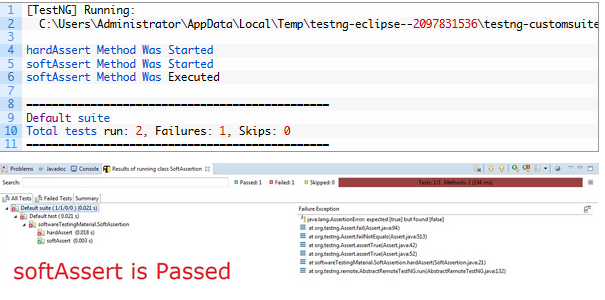 1 [TestNG] Running:
2 C:\Users\Administrator\AppData\Local\Temp\testng-eclipse--2097831536\testng-customsuite
3
4 hardAssert Method Was Started
5 softAssert Method Was Started
6 softAssert Method Was Executed
7
8 ===============================================
9 Default suite
10 Total tests run: 2, Failures: 1, Skips: 0
11 ===============================================
Problems Javadoc Console Results of running class SoftAssertion
Search: Passed: 1 Failed: 1 Skipped: 0 Tests: 1/1 Methods: 2 (294 ms)
All Tests Failed Tests Summary Failure Exception
Default suite ( 1/1/0/0 ) (0.021 s)
Default test ( 0.021 s)
softwareTestingMaterial.SoftAssertion
hardAssert (0.018 s)
softAssert (0.003 s)
java.lang.AssertionError: expected [true] but found [false]
at org.testng.Assert.fail(Assert.java:94)
at org.testng.Assert.failNotEquals(Assert.java:513)
at org.testng.Assert.assertTrue(Assert.java:42)
at org.testng.Assert.assertTrue(Assert.java:52)
at softwareTestingMaterial.SoftAssertion.hardAssert(SoftAssertion.java:21)
at org.testng.remote.AbstractRemoteTestNG.run(AbstractRemoteTestNG.java:132)
softAssert is Passed